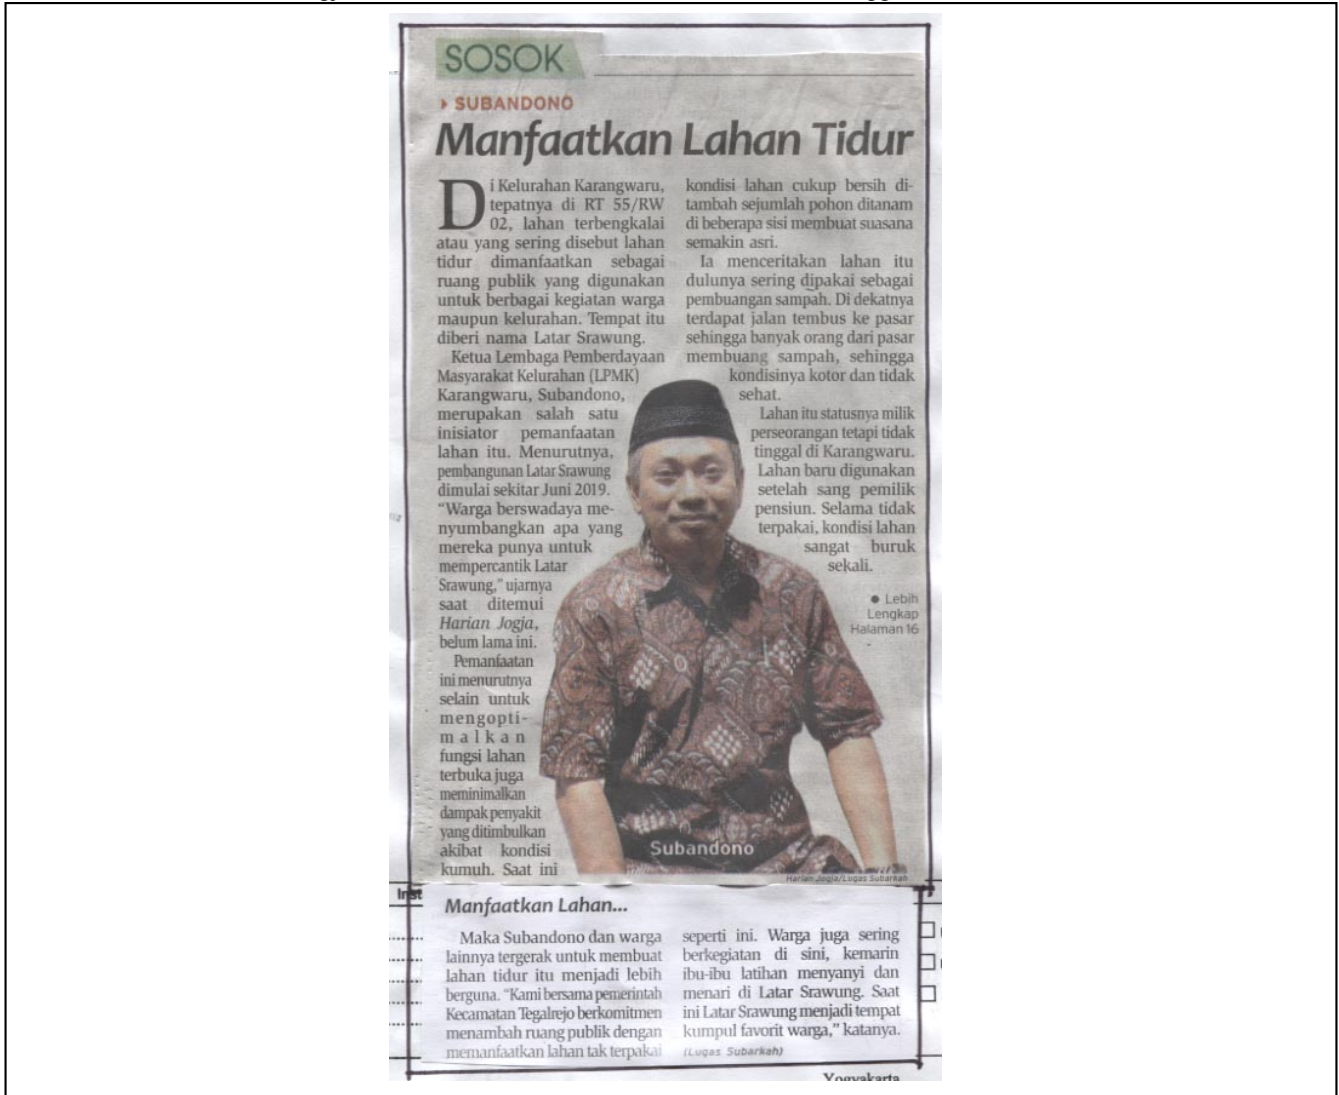 SOSOK
SUBANDONO
Manfaatkan Lahan Tidur
Di Kelurahan Karangwaru,
tepatnya di RT 55/RW
02, lahan terbengkalai
atau yang sering disebut lahan
tidur dimanfaatkan sebagai
ruang publik yang digunakan
untuk berbagai kegiatan warga
maupun kelurahan. Tempat itu
diberi nama Latar Srawung.
Ketua Lembaga Pemberdayaan
Masyarakat Kelurahan (LPMK)
Karangwaru, Subandono,
merupakan salah satu
inisiator pemanfaatan
lahan itu. Menurutnya,
pembangunan Latar Srawung
dimulai sekitar Juni 2019.
“Warga berswadaya me-
nyumbangkan apa yang
mereka punya untuk
mempercantik Latar
Srawung,” ujarnya
saat ditemui
Harian Jogja,
belum lama ini.
Pemanfaatan
ini menurutnya
selain untuk
mengopti-
malkan
fungsi lahan
terbuka juga
meminimalkan
dampak penyakit
yang ditimbulkan
akibat kondisi
kumuh. Saat ini
kondisi lahan cukup bersih di-
tambah sejumlah pohon ditanam
di beberapa sisi membuat suasana
semakin asri.
Ia menceritakan lahan itu
dulunya sering dipakai sebagai
pembuangan sampah. Di dekatnya
terdapat jalan tembus ke pasar
sehingga banyak orang dari pasar
membuang sampah, sehingga
kondisinya kotor dan tidak
sehat.
Lahan itu statusnya milik
perseorangan tetapi tidak
tinggal di Karangwaru.
Lahan baru digunakan
setelah sang pemilik
pensiun. Selama tidak
terpakai, kondisi lahan
sangat buruk
sekali.
● Lebih
Lengkap
Halaman 16
Subandono
Harian Jogja/Lugas Subarkah
Manfaatkan Lahan...
Maka Subandono dan warga
lainnya tergerak untuk membuat
lahan tidur itu menjadi lebih
berguna. “Kami bersama pemerintah
Kecamatan Tegalrejo berkomitmen
menambah ruang publik dengan
memanfaatkan lahan tak terpakai
seperti ini. Warga juga sering
berkegiatan di sini, kemarin
ibu-ibu latihan menyanyi dan
menari di Latar Srawung. Saat
ini Latar Srawung menjadi tempat
kumpul favorit warga,” katanya.
(Lugas Subarkah)
Yogyakarta